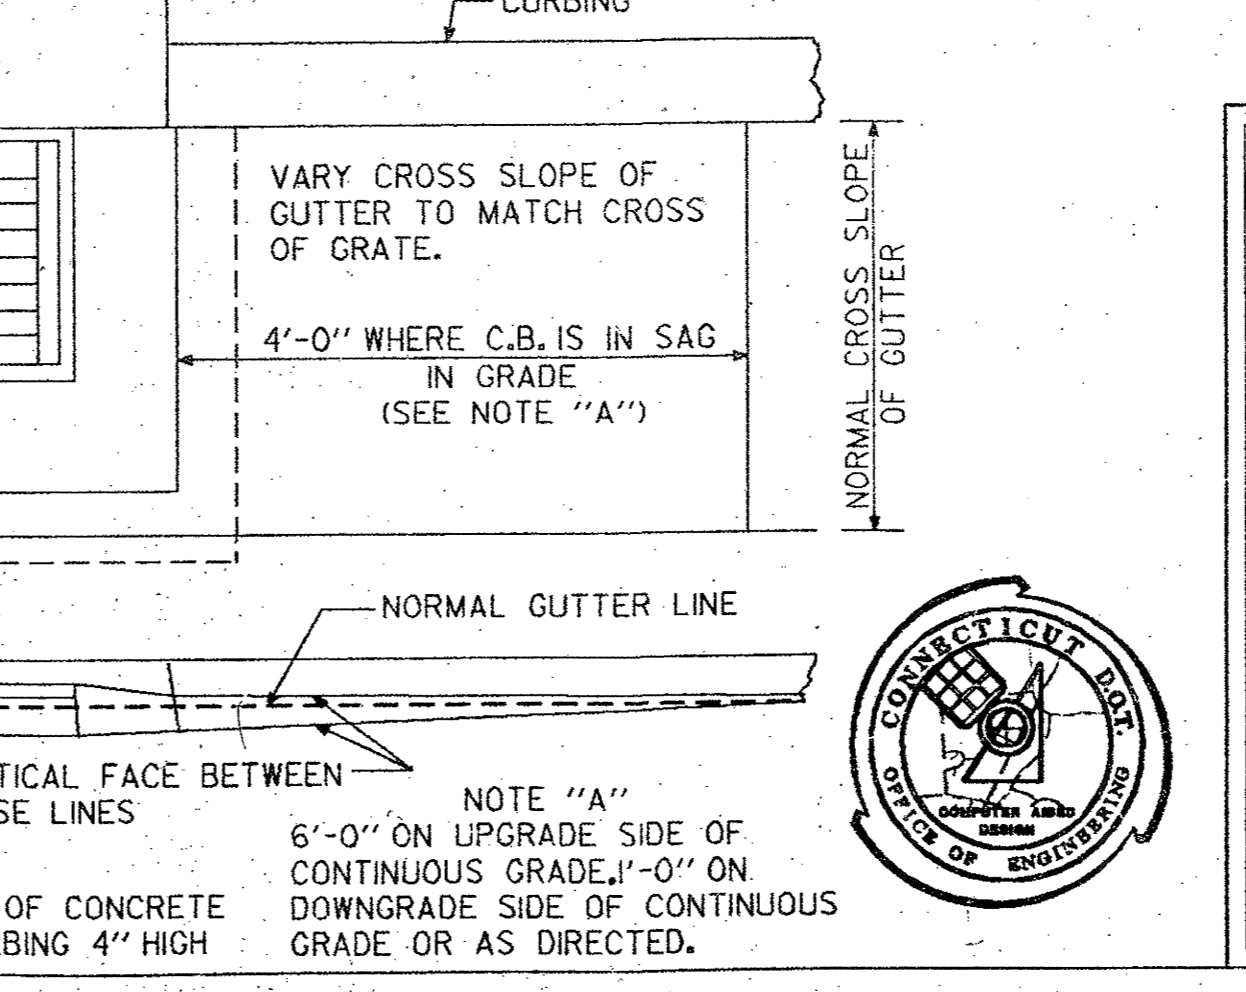 CURBING
VARY CROSS SLOPE OF
GUTTER TO MATCH CROSS
OF GRATE.
4'-0" WHERE C.B. IS IN SAG
IN GRADE
(SEE NOTE "A")
NORMAL CROSS SLOPE
OF GUTTER
NORMAL GUTTER LINE
TICAL FACE BETWEEN
SE LINES
NOTE "A"
6'-0" ON UPGRADE SIDE OF
CONTINUOUS GRADE.1'-0" ON
DOWNGRADE SIDE OF CONTINUOUS
GRADE OR AS DIRECTED.
OF CONCRETE
BING 4" HIGH
CONNECTICUT D.O.T.
COMPUTER AIDED
DESIGN
OFFICE OF ENGINEERING